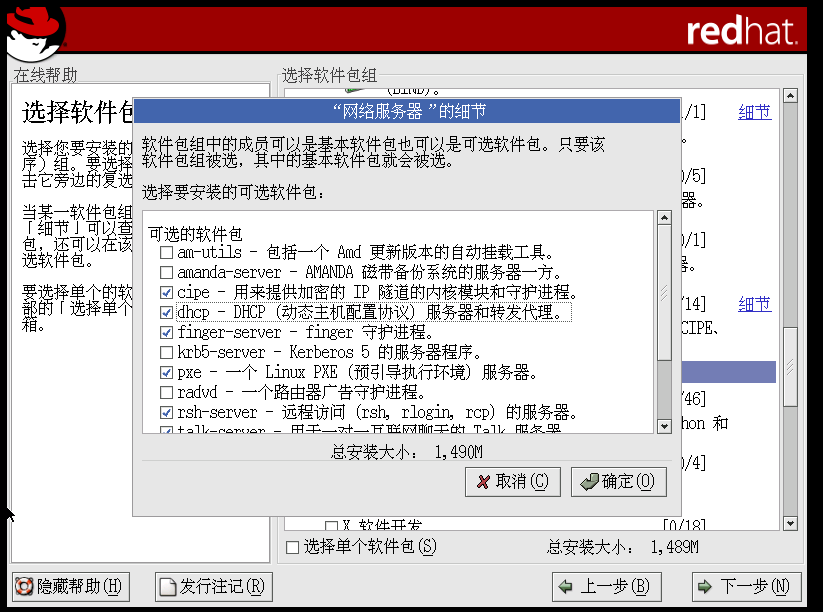 redhat.
在线帮助
选择软件包组
选择软件包
(BIND)。
选择您要安装的
序）组。要选择
击它旁边的复选
当某一软件包组
「细节」可以查
包，还可以在该
选软件包。
要选择单个的软
部的「选择单个
箱。
“网络服务器 ”的细节
软件包组中的成员可以是基本软件包也可以是可选软件包。只要该
软件包组被选，其中的基本软件包就会被选。
选择要安装的可选软件包：
可选的软件包
am-utils - 包括一个 Amd 更新版本的自动挂载工具。
amanda-server - AMANDA 磁带备份系统的服务器一方。
cipe - 用来提供加密的 IP 隧道的内核模块和守护进程。
dhcp - DHCP (动态主机配置协议) 服务器和转发代理。
finger-server - finger 守护进程。
krb5-server - Kerberos 5 的服务器程序。
pxe - 一个 Linux PXE (预引导执行环境) 服务器。
radvd - 一个路由器广告守护进程。
rsh-server - 远程访问 (rsh, rlogin, rcp) 的服务器。
talk-server - 用于一对一互联网聊天的 Talk 服务器
总安装大小： 1,490M
取消(C)
确定(O)
/1]
细节
/5]
器。
/1]
器。
/14]
细节
CIPE、
/46]
hon 和
/4]
X 软件开发
[0/18]
选择单个软件包(S)
总安装大小： 1,489M
隐藏帮助(H)
发行注记(R)
上一步(B)
下一步(N)